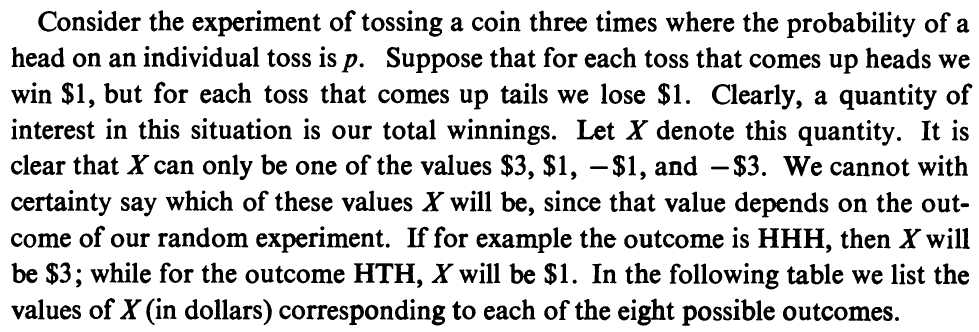 Consider the experiment of tossing a coin three times where the probability of a
head on an individual toss is p. Suppose that for each toss that comes up heads we
win $1, but for each toss that comes up tails we lose $1. Clearly, a quantity of
interest in this situation is our total winnings. Let X denote this quantity. It is
clear that X can only be one of the values $3, $1, −$1, and −$3. We cannot with
certainty say which of these values X will be, since that value depends on the out-
come of our random experiment. If for example the outcome is HHH, then X will
be $3; while for the outcome HTH, X will be $1. In the following table we list the
values of X (in dollars) corresponding to each of the eight possible outcomes.